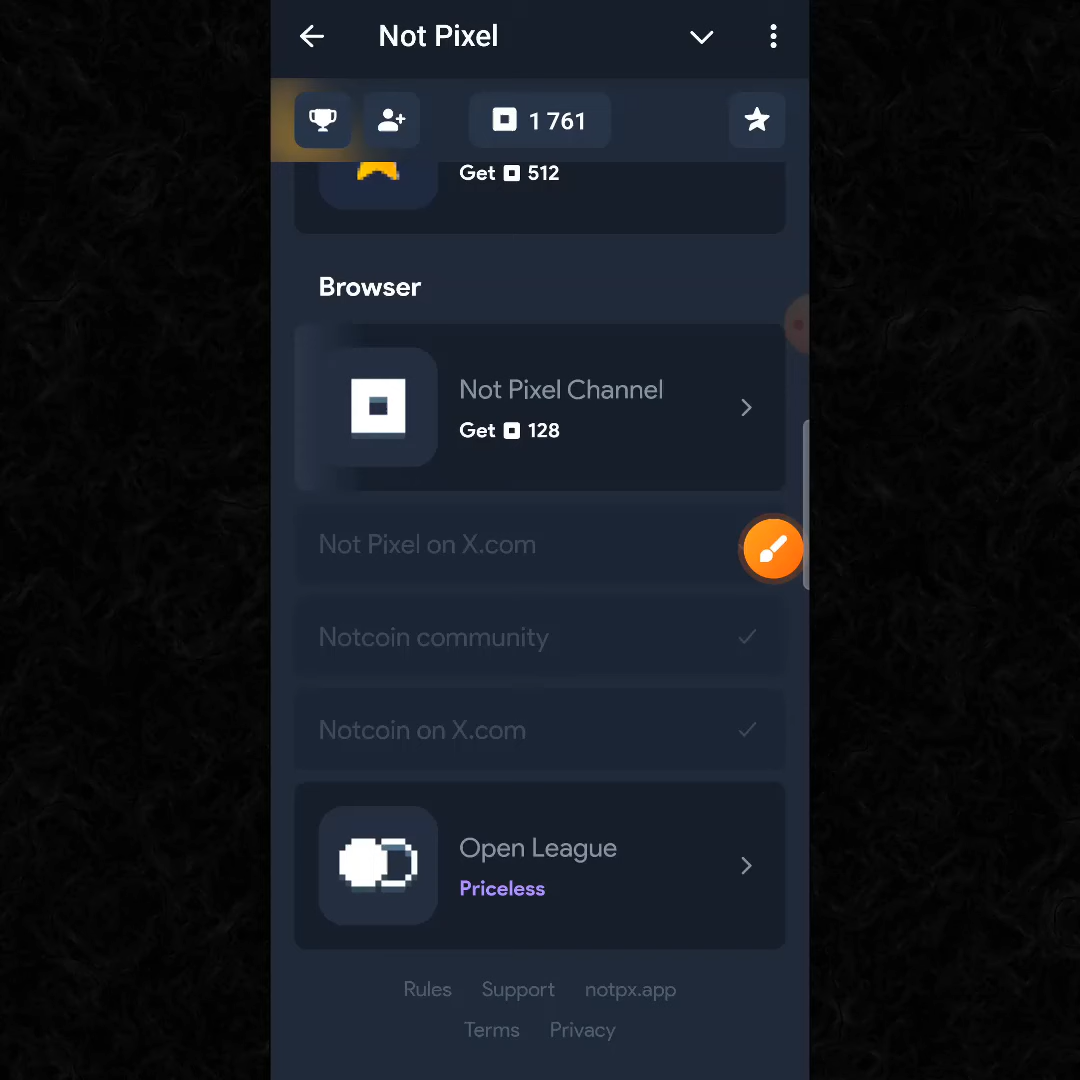 Not Pixel
1 761
Get 512
Browser
Not Pixel Channel
Get 128
Not Pixel on X.com
Notcoin community
Notcoin on X.com
Open League
Priceless
Rules Support notpx.app
Terms Privacy